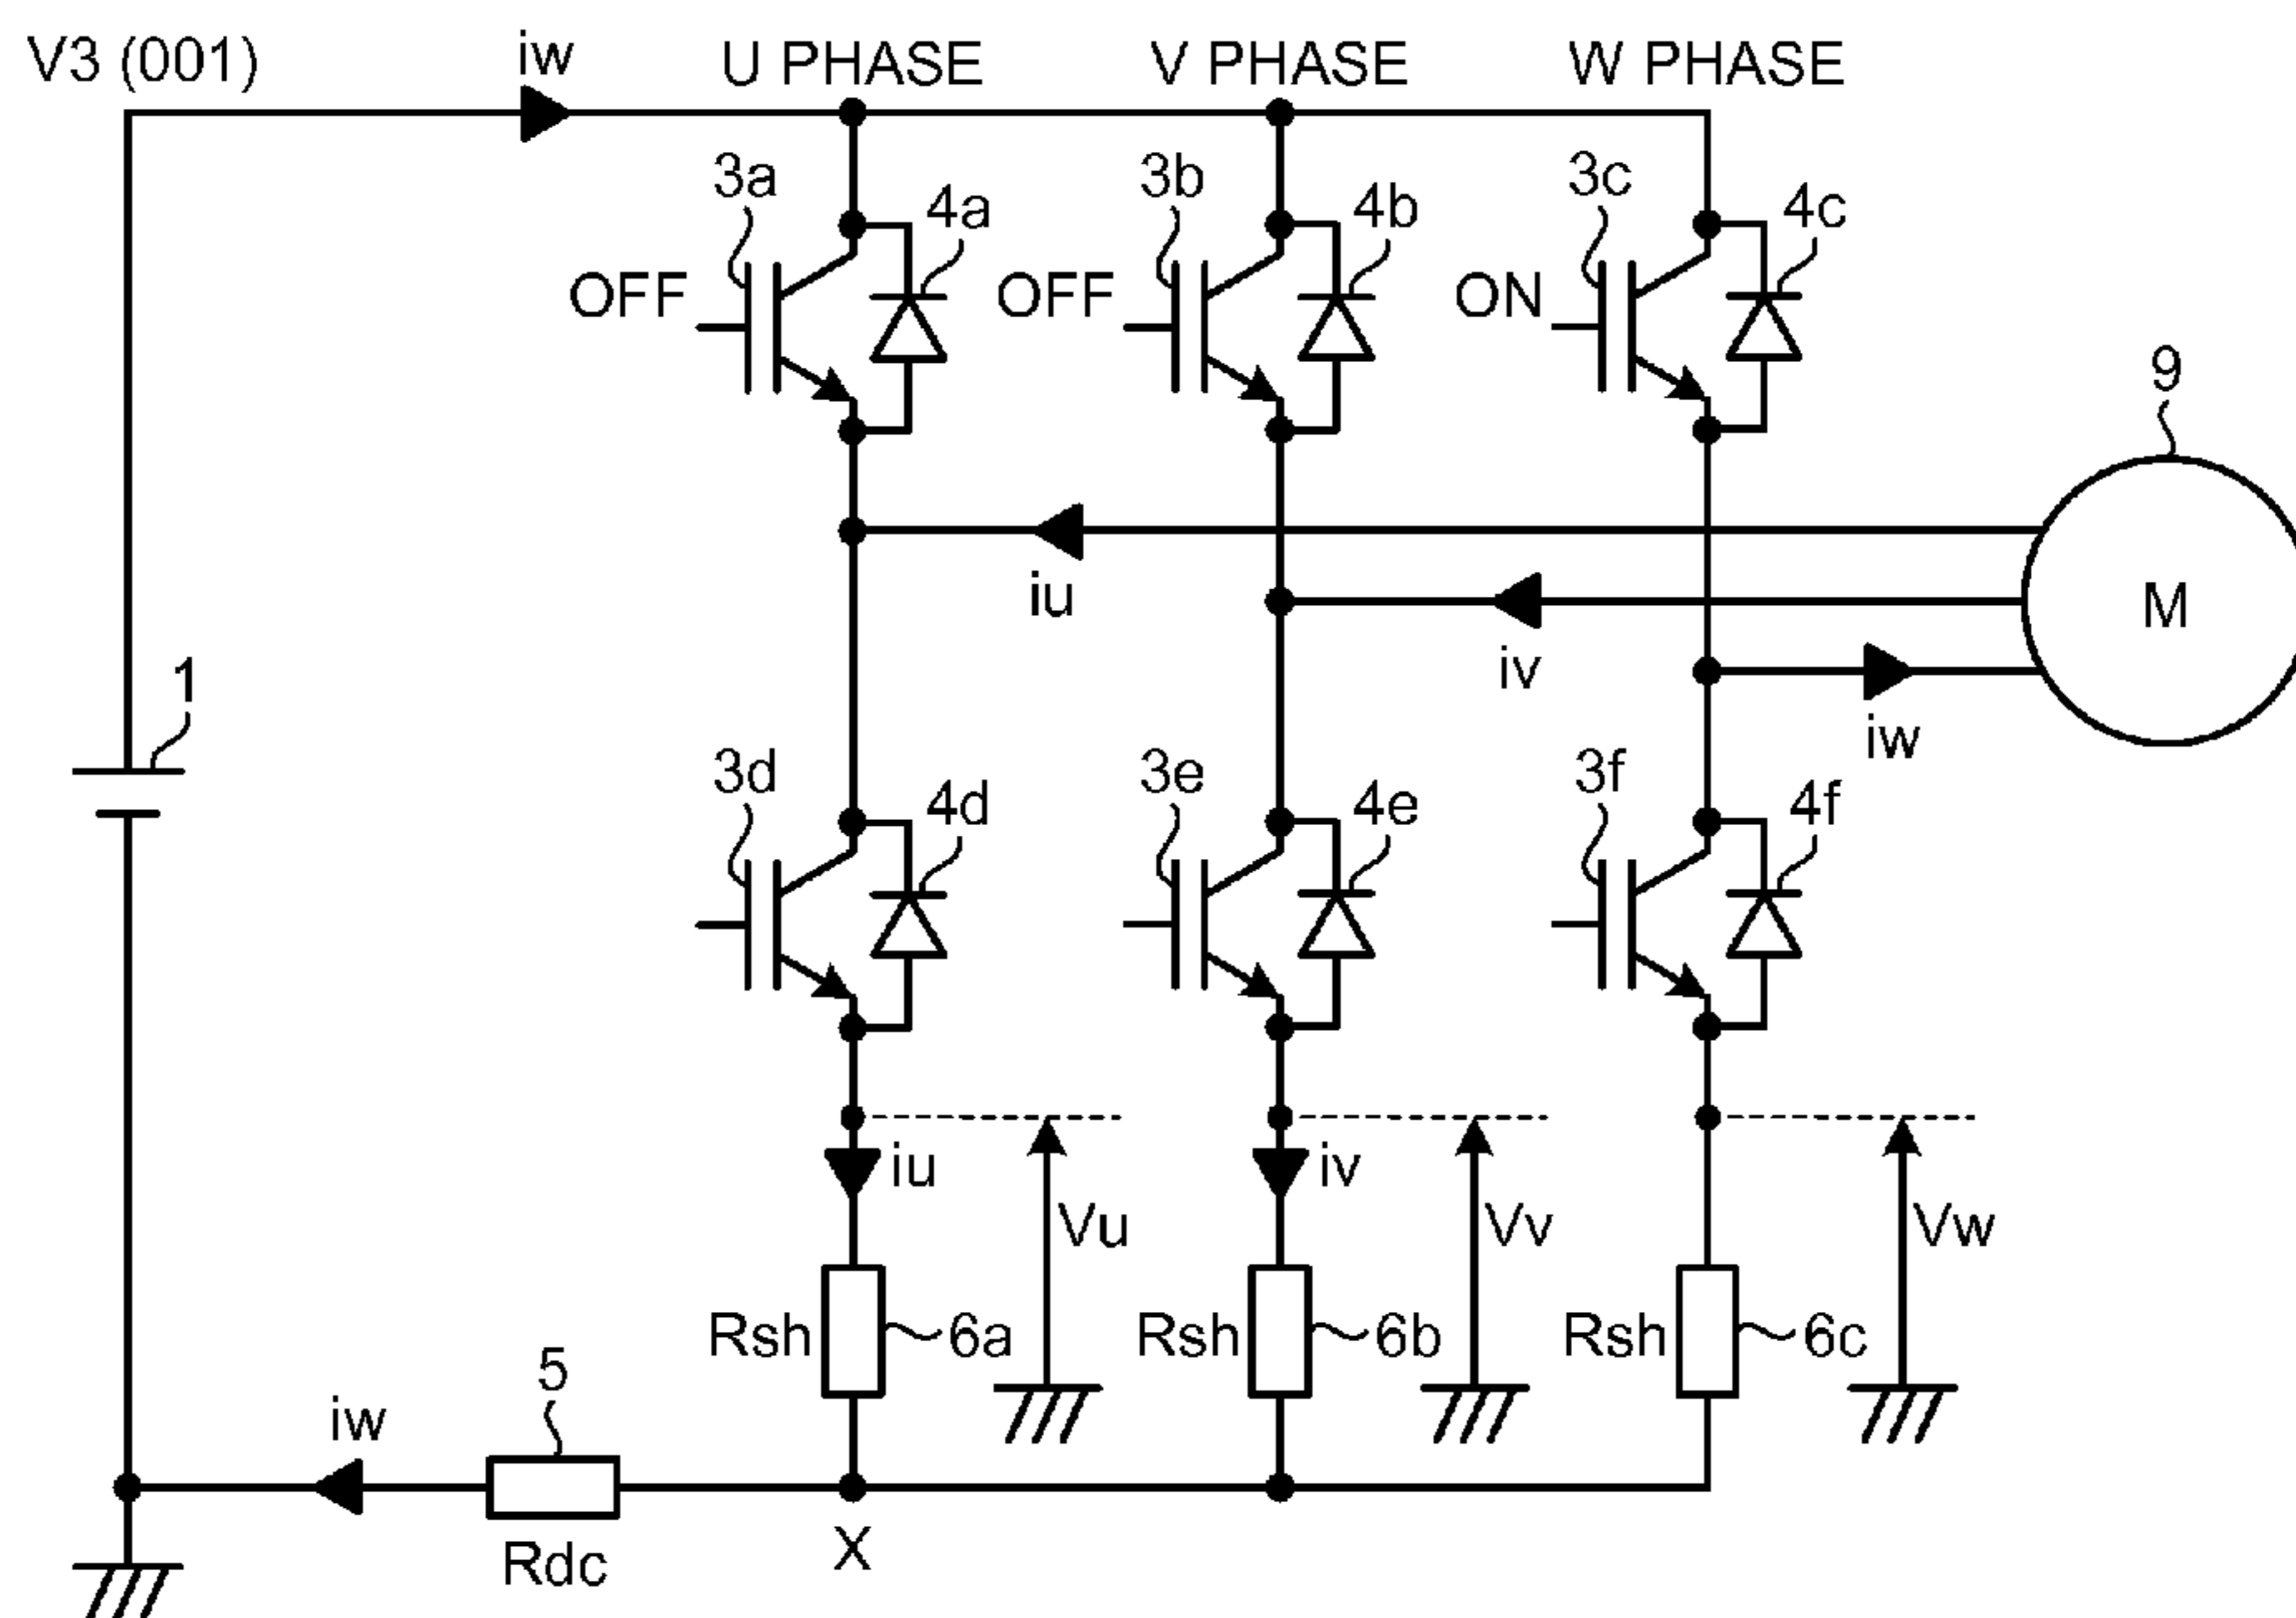 V3 (001)
iw
U PHASE
V PHASE
W PHASE
3a
4a
3b
4b
3c
4c
OFF
OFF
ON
9
M
iu
iv
iw
1
3d
4d
3e
4e
3f
4f
iu
iv
Vu
Vv
Vw
Rsh
6a
Rsh
6b
Rsh
6c
5
iw
Rdc
X